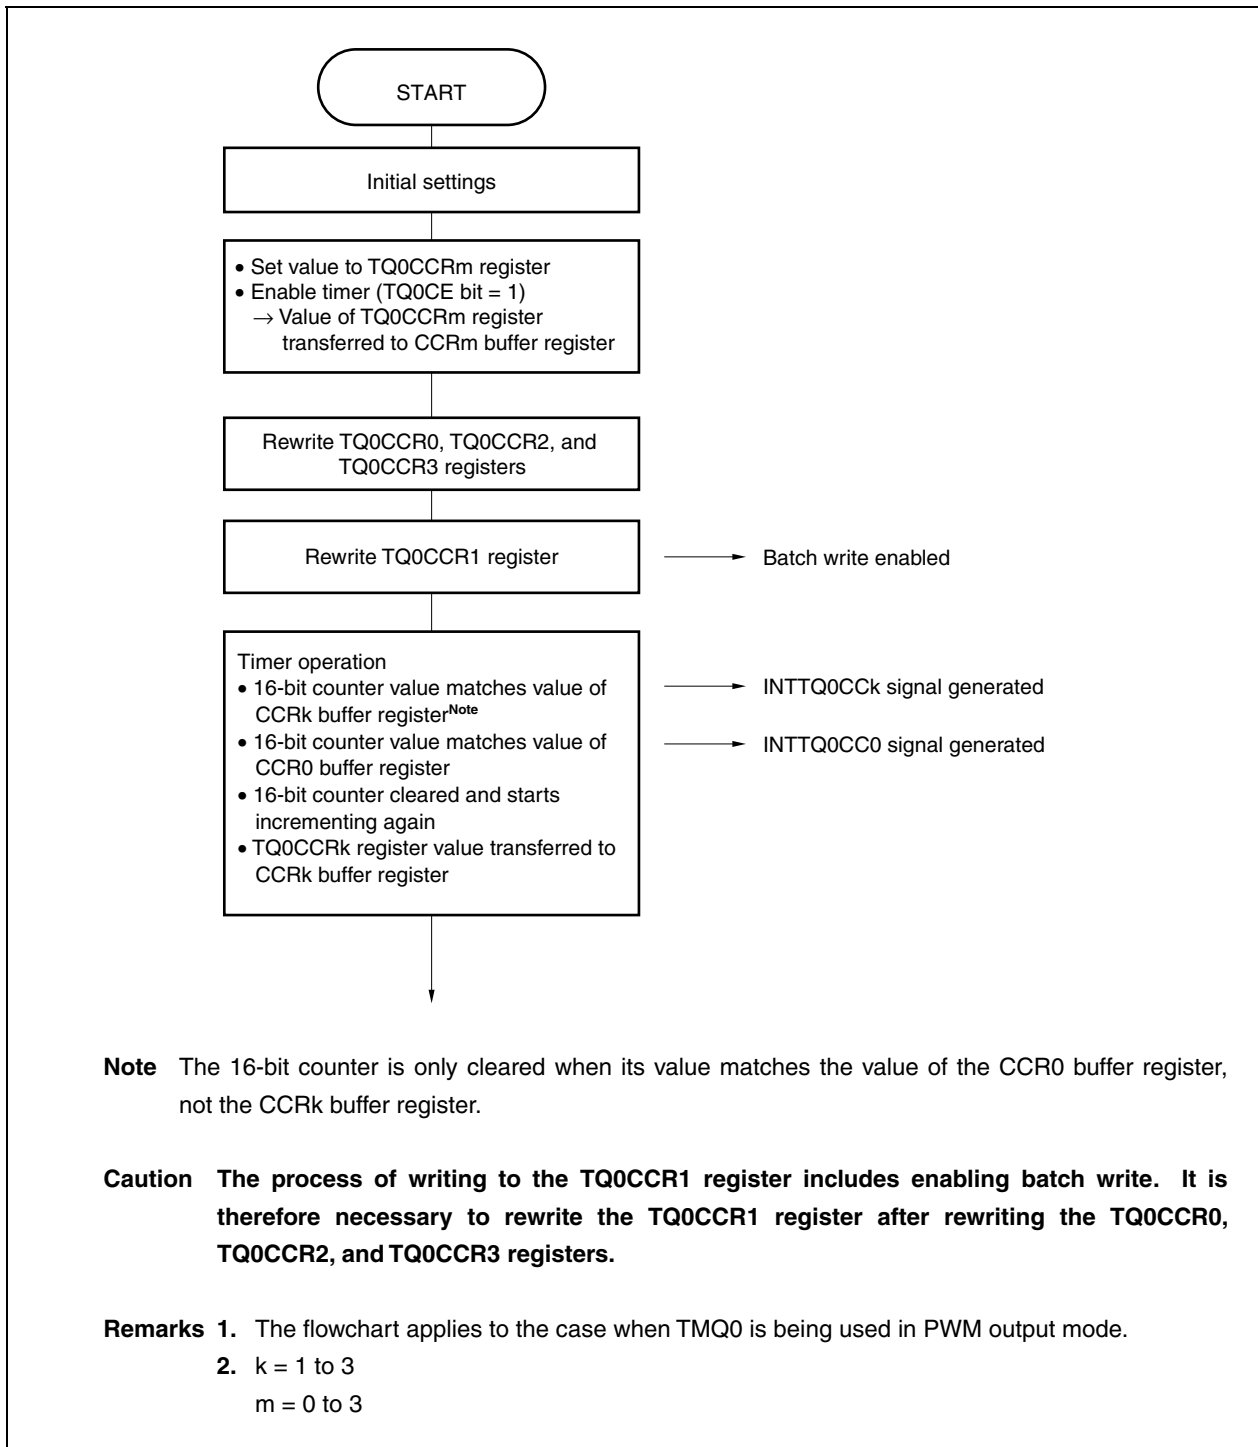 START
Initial settings
• Set value to TQ0CCRm register
• Enable timer (TQ0CE bit = 1)
→ Value of TQ0CCRm register
transferred to CCRm buffer register
Rewrite TQ0CCR0, TQ0CCR2, and
TQ0CCR3 registers
Rewrite TQ0CCR1 register
Batch write enabled
Timer operation
• 16-bit counter value matches value of
CCRk buffer registerNote
INTTQ0CCk signal generated
• 16-bit counter value matches value of
CCR0 buffer register
INTTQ0CC0 signal generated
• 16-bit counter cleared and starts
incrementing again
• TQ0CCRk register value transferred to
CCRk buffer register
Note The 16-bit counter is only cleared when its value matches the value of the CCR0 buffer register,
not the CCRk buffer register.
Caution The process of writing to the TQ0CCR1 register includes enabling batch write. It is
therefore necessary to rewrite the TQ0CCR1 register after rewriting the TQ0CCR0,
TQ0CCR2, and TQ0CCR3 registers.
Remarks 1. The flowchart applies to the case when TMQ0 is being used in PWM output mode.
2. k = 1 to 3
m = 0 to 3